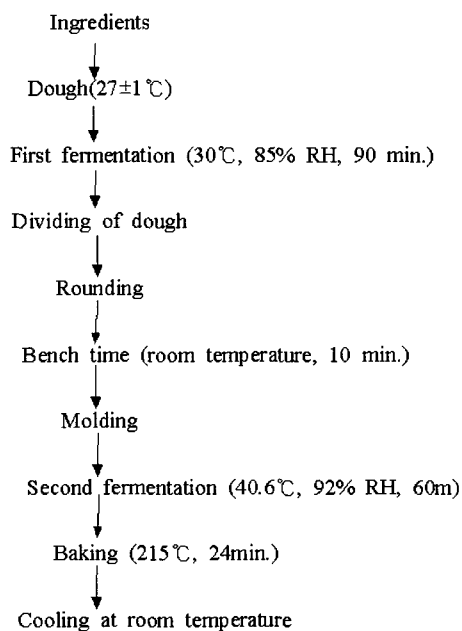 Ingredients
Dough(27±1℃)
First fermentation (30℃, 85% RH, 90 min.)
Dividing of dough
Rounding
Bench time (room temperature, 10 min.)
Molding
Second fermentation (40.6℃, 92% RH, 60m)
Baking (215℃, 24min.)
Cooling at room temperature